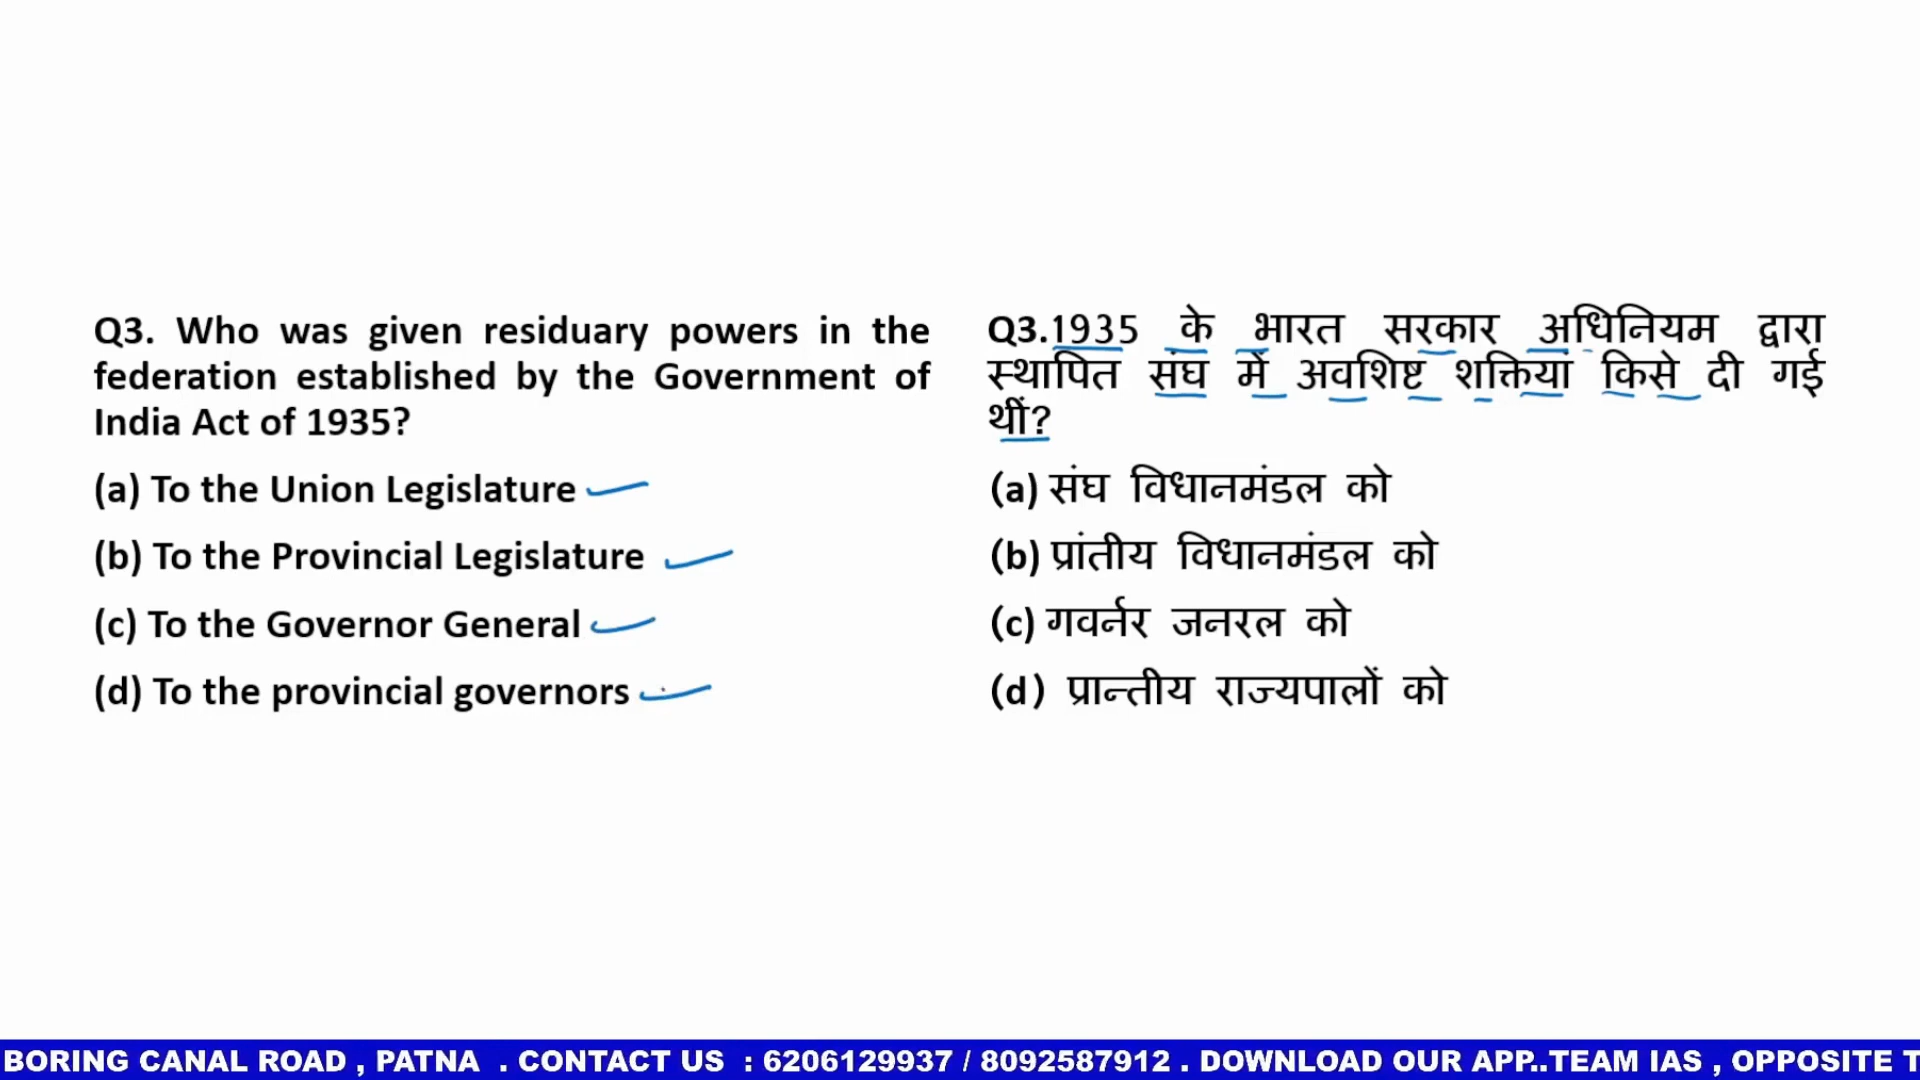 Q3. Who was given residuary powers in the
federation established by the Government of
India Act of 1935?
(a) To the Union Legislature
(b) To the Provincial Legislature
(c) To the Governor General
(d) To the provincial governors
Q3.1935 के भारत सरकार अधिनियम द्वारा
स्थापित संघ में अवशिष्ट शक्तियां किसे दी गई
थीं?
(a) संघ विधानमंडल को
(b) प्रांतीय विधानमंडल को
(c) गवर्नर जनरल को
(d) प्रान्तीय राज्यपालों को
BORING CANAL ROAD , PATNA . CONTACT US : 6206129937 / 8092587912 . DOWNLOAD OUR APP..TEAM IAS , OPPOSITE T